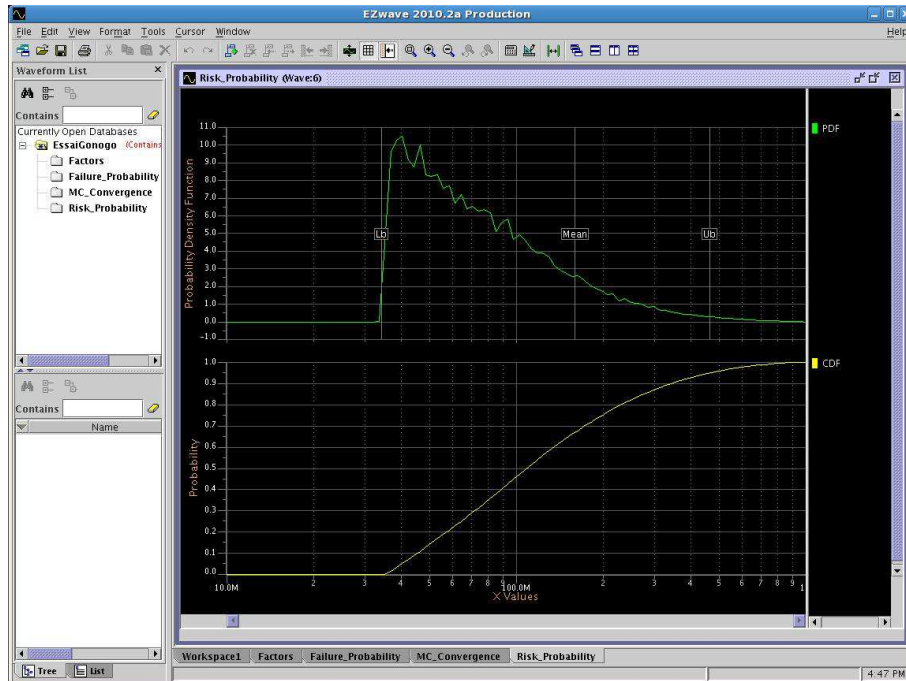 EZwave 2010.2a Production
File Edit View Format Tools Cursor Window Help
Waveform List
Contains
Currently Open Databases
EssaiGonogo (Contains
Factors
Failure_Probability
MC_Convergence
Risk_Probability
Contains
Name
Tree List
Risk_Probability (Wave:6)
Probability Density Function
11.0
10.0
9.0
8.0
7.0
6.0
5.0
4.0
3.0
2.0
1.0
0.0
-1.0
Lb Mean Ub
PDF
Probability
1.0
0.9
0.8
0.7
0.6
0.5
0.4
0.3
0.2
0.1
0.0
CDF
10.0M 2 3 4 5 6 7 8 100.0M 2 3 4 5 6 7 8 9 1
X Values
Workspace1 Factors Failure_Probability MC_Convergence Risk_Probability
4:47 PM